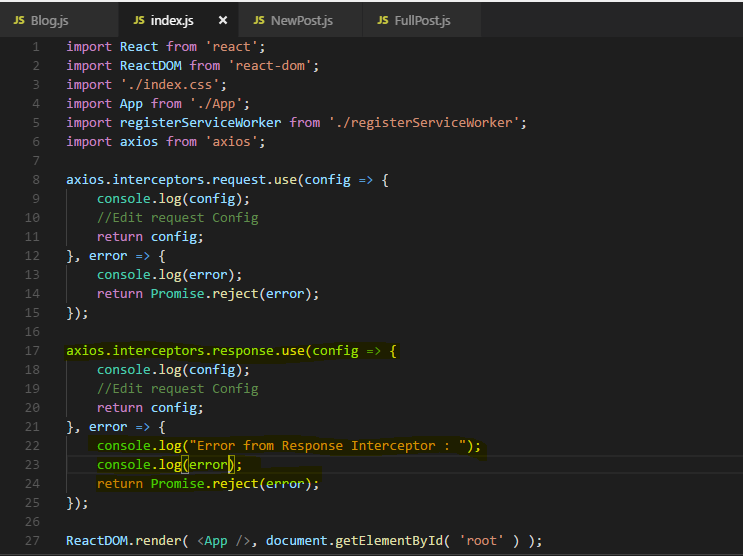 JS Blog.js JS index.js × JS NewPost.js JS FullPost.js
1 import React from 'react';
2 import ReactDOM from 'react-dom';
3 import './index.css';
4 import App from './App';
5 import registerServiceWorker from './registerServiceWorker';
6 import axios from 'axios';
7
8 axios.interceptors.request.use(config => {
9 console.log(config);
10 //Edit request Config
11 return config;
12 }, error => {
13 console.log(error);
14 return Promise.reject(error);
15 });
16
17 axios.interceptors.response.use(config => {
18 console.log(config);
19 //Edit request Config
20 return config;
21 }, error => {
22 console.log("Error from Response Interceptor : ");
23 console.log(error);
24 return Promise.reject(error);
25 });
26
27 ReactDOM.render( <App />, document.getElementById( 'root' ) );